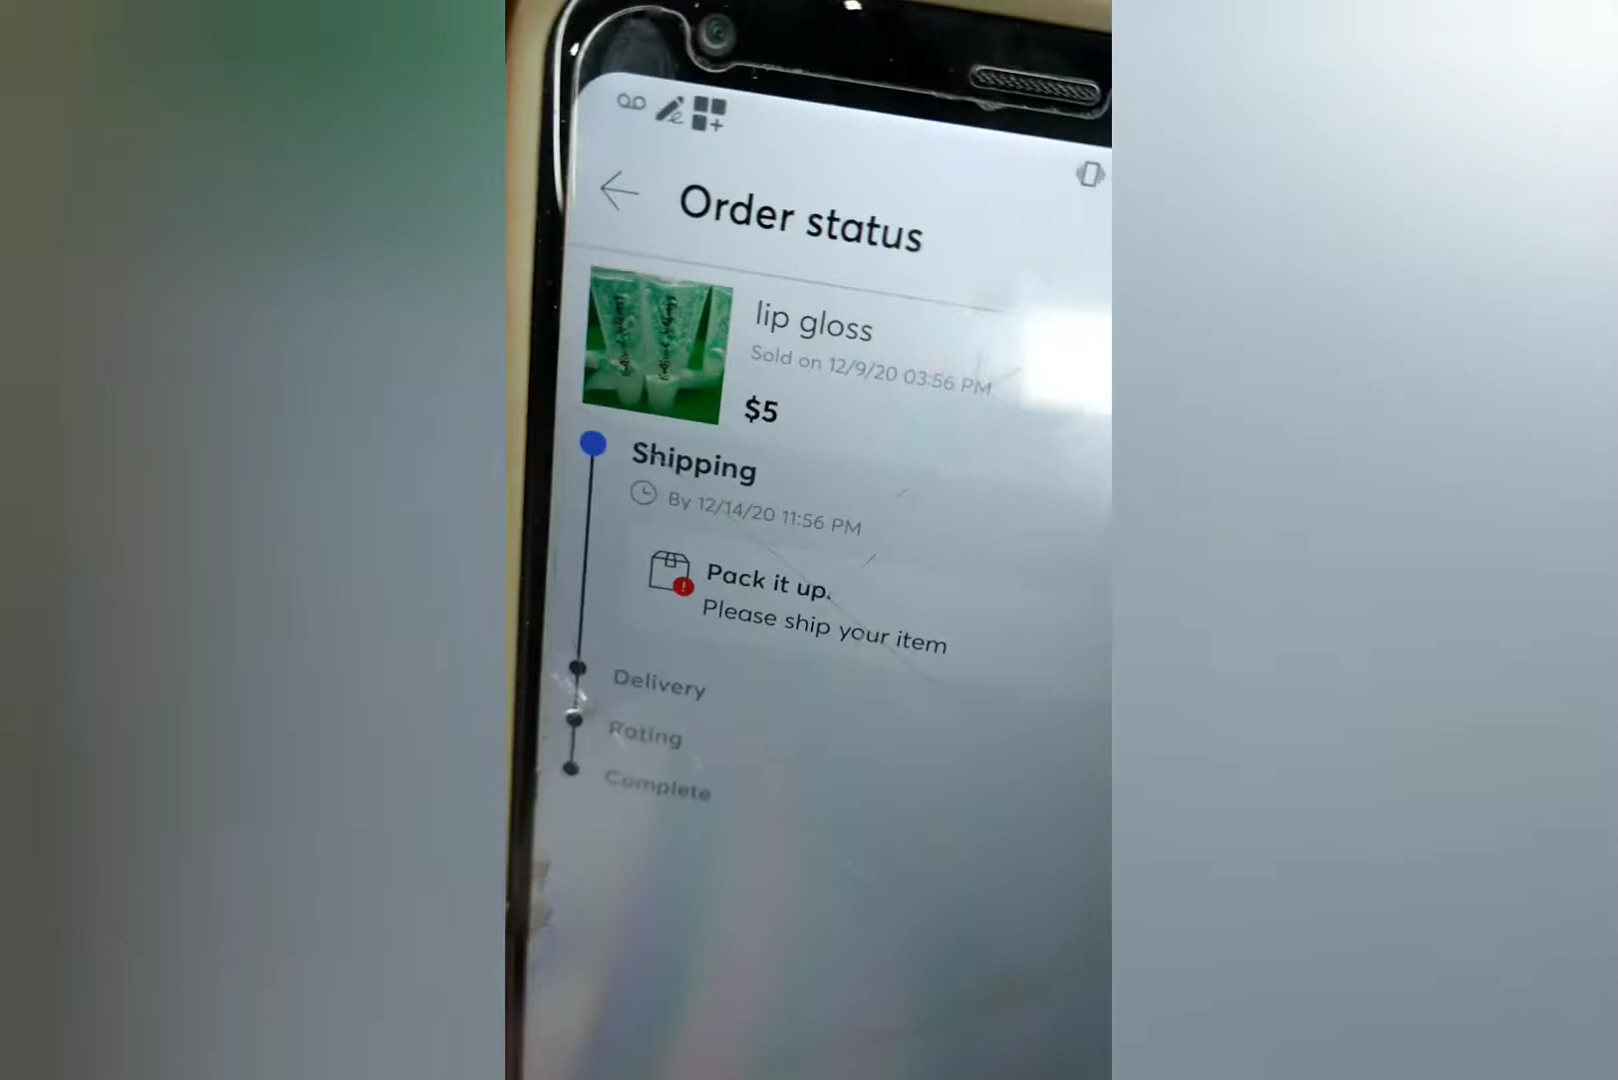 Order status
lip gloss
Sold on 12/9/20 03:56 PM
$5
Shipping
By 12/14/20 11:56 PM
Pack it up.
Please ship your item
Delivery
Rating
Complete